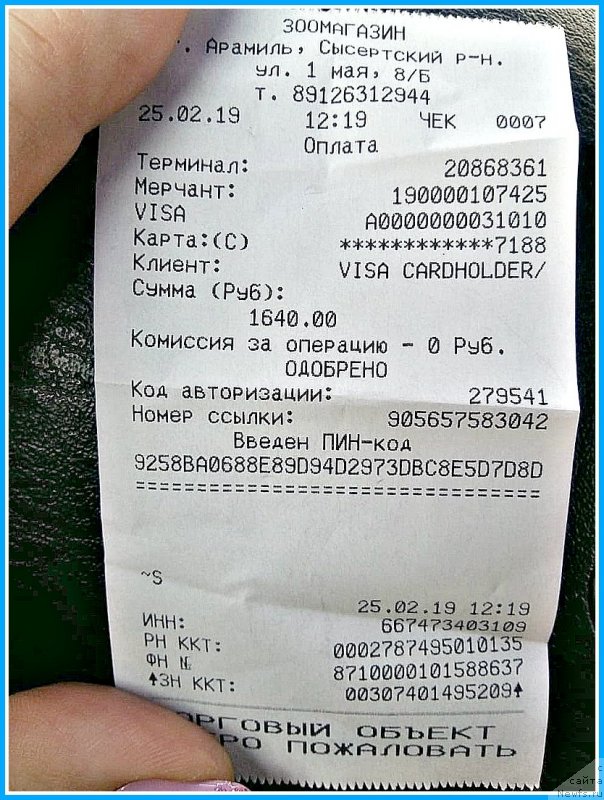 ЗООМАГАЗИН
г. Арамиль, Сысертский р-н.
ул. 1 мая, 8/Б
т. 89126312944
25.02.19 12:19 ЧЕК 0007
Оплата
Терминал: 20868361
Мерчант: 190000107425
VISA A0000000031010
Карта:(C) ************7188
Клиент: VISA CARDHOLDER/
Сумма (Руб):
1640.00
Комиссия за операцию - 0 Руб.
ОДОБРЕНО
Код авторизации: 279541
Номер ссылки: 905657583042
Введен ПИН-код
9258BA0688E89D94D2973DBC8E5D7D8D
==================================
~S
25.02.19 12:19
ИНН: 667473403109
РН ККТ: 0002787495010135
ФН № 8710000101588637
↑ЗН ККТ: 00307401495209↑
ОРГОВЫЙ ОБЪЕКТ
РО ПОЖАЛОВАТЬ
с
сайта
Newfs.ru